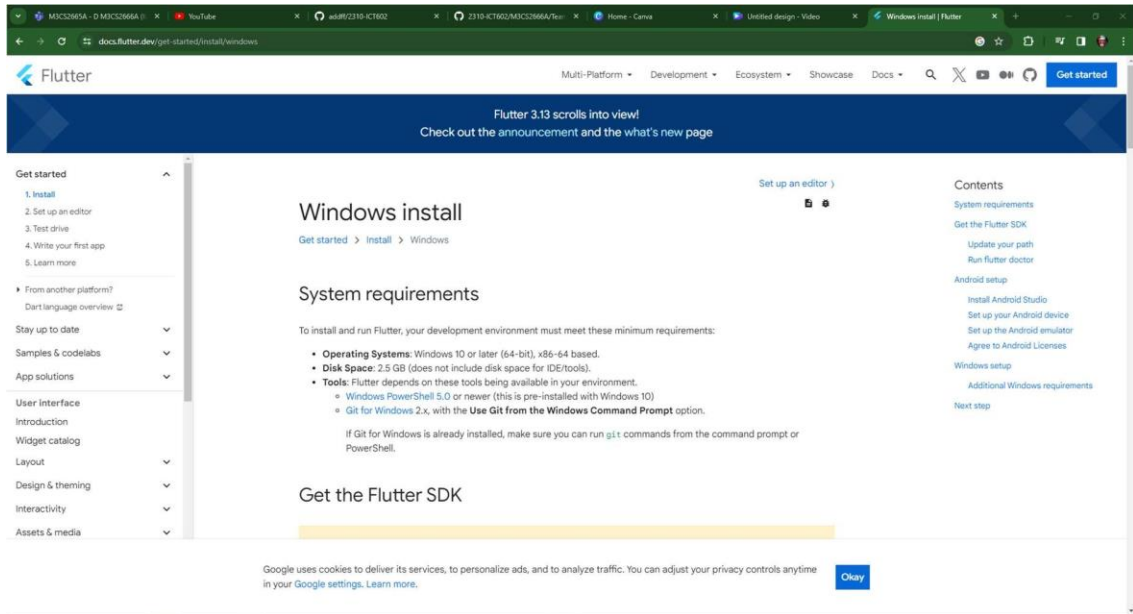 M3CS2665A - D M3CS2666A
YouTube
addff/2310-ICT602
2310-ICT602/M3CS2666A/Tea
Home - Canva
Untitled design - Video
Windows install | Flutter
docs.flutter.dev/get-started/install/windows
Flutter
Multi-Platform
Development
Ecosystem
Showcase
Docs
Get started
Flutter 3.13 scrolls into view!
Check out the announcement and the what's new page
Get started
1. Install
2. Set up an editor
3. Test drive
4. Write your first app
5. Learn more
From another platform?
Dart language overview
Stay up to date
Samples & codelabs
App solutions
User interface
Introduction
Widget catalog
Layout
Design & theming
Interactivity
Assets & media
Set up an editor
Windows install
Get started > Install > Windows
System requirements
To install and run Flutter, your development environment must meet these minimum requirements:
• Operating Systems: Windows 10 or later (64-bit), x86-64 based.
• Disk Space: 2.5 GB (does not include disk space for IDE/tools).
• Tools: Flutter depends on these tools being available in your environment.
Windows PowerShell 5.0 or newer (this is pre-installed with Windows 10)
Git for Windows 2.x, with the Use Git from the Windows Command Prompt option.
If Git for Windows is already installed, make sure you can run git commands from the command prompt or
PowerShell.
Get the Flutter SDK
Contents
System requirements
Get the Flutter SDK
Update your path
Run flutter doctor
Android setup
Install Android Studio
Set up your Android device
Set up the Android emulator
Agree to Android Licenses
Windows setup
Additional Windows requirements
Next step
Google uses cookies to deliver its services, to personalize ads, and to analyze traffic. You can adjust your privacy controls anytime
in your Google settings. Learn more.
Okay